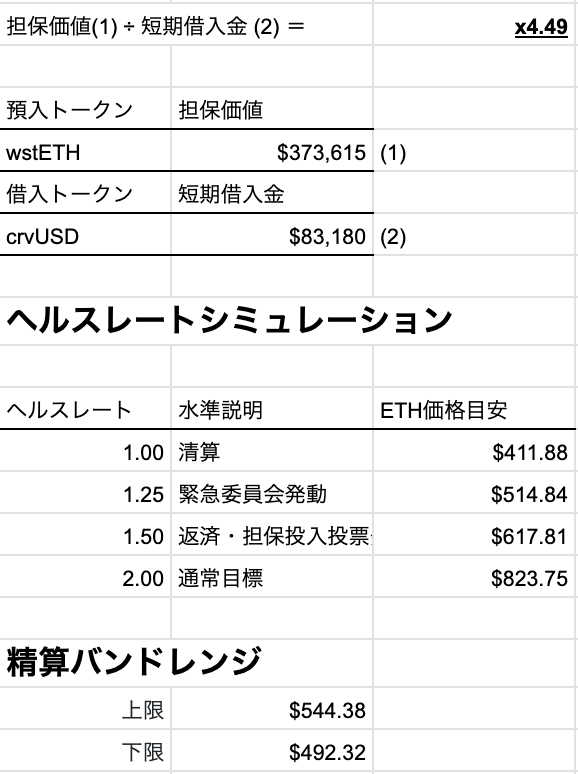 担保価値(1) ÷ 短期借入金 (2) ＝ x4.49
預入トークン 担保価値
wstETH $373,615 (1)
借入トークン 短期借入金
crvUSD $83,180 (2)
ヘルスレートシミュレーション
ヘルスレート 水準説明 ETH価格目安
1.00 清算 $411.88
1.25 緊急委員会発動 $514.84
1.50 返済・担保投入投票 $617.81
2.00 通常目標 $823.75
精算バンドレンジ
上限 $544.38
下限 $492.32